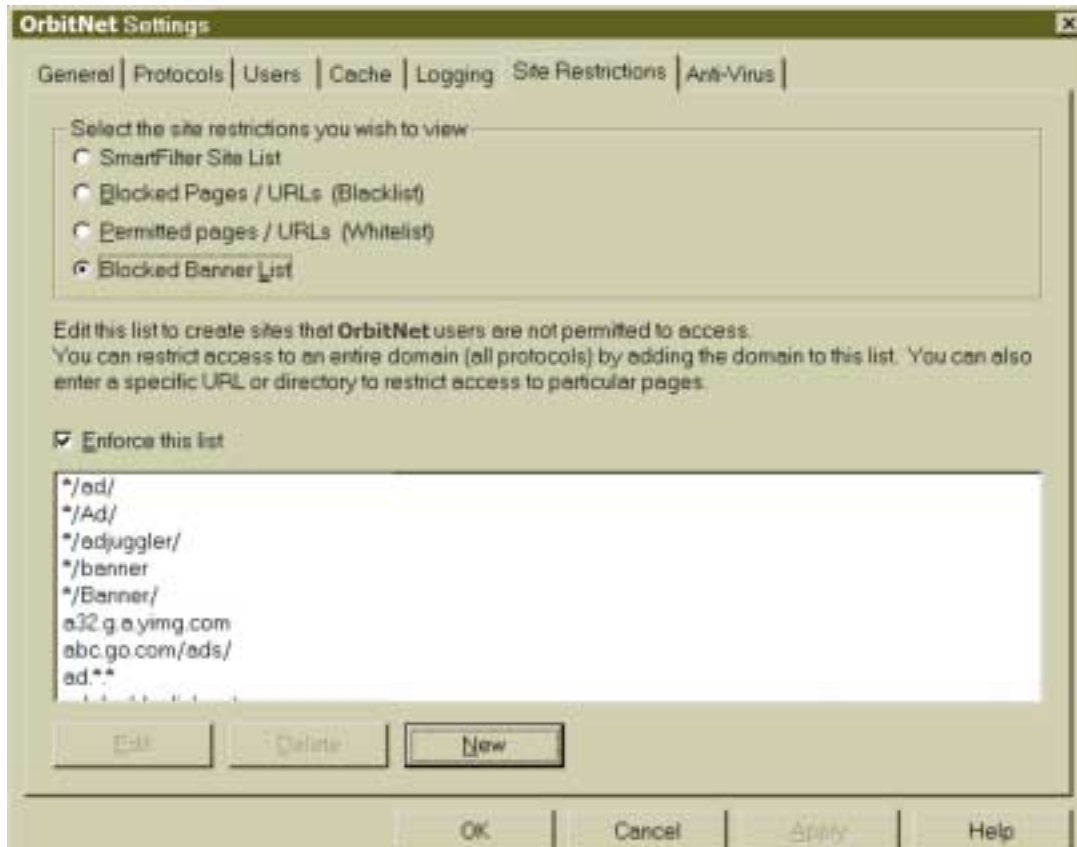 OrbitNet Settings
General Protocols Users Cache Logging Site Restrictions Anti-Virus
Select the site restrictions you wish to view
SmartFilter Site List
Blocked Pages / URLs (Blacklist)
Permitted pages / URLs (Whitelist)
Blocked Banner List
Edit this list to create sites that OrbitNet users are not permitted to access.
You can restrict access to an entire domain (all protocols) by adding the domain to this list. You can also
enter a specific URL or directory to restrict access to particular pages.
Enforce this list
*/ad/
*/Ad/
*/adjuggler/
*/banner
*/Banner/
a32.g.a.yimg.com
abc.go.com/ads/
ad.*.*
Edit Delete New
OK Cancel Apply Help